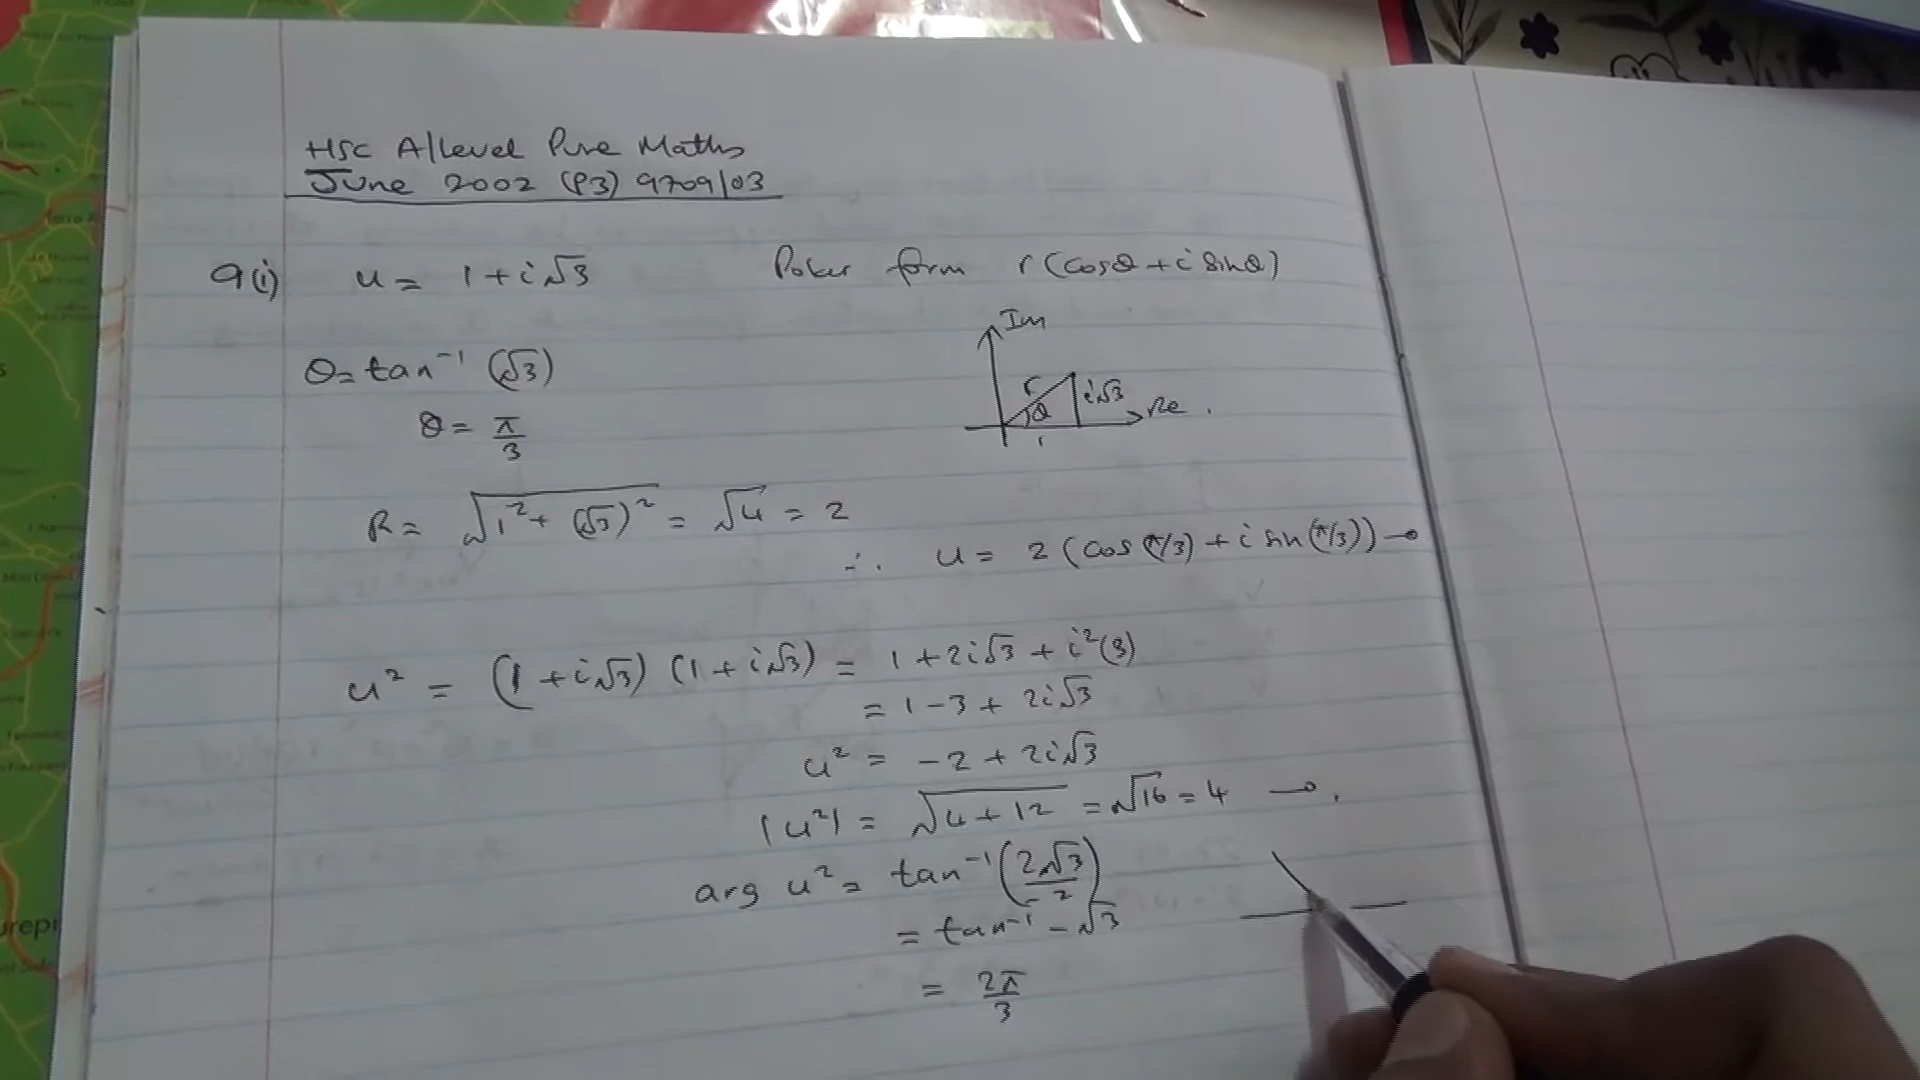 HSC A/Level Pure Maths
June 2002 (P3) 9709/03
9(i) u = 1 + i√3 Polar form r(cosθ + i sinθ)
Im
θ = tan⁻¹ (√3)
r θ i√3 Re
1
θ = π/3
R = √(1² + (√3)²) = √4 = 2
∴ u = 2(cos(π/3) + i sin(π/3))
u² = (1 + i√3)(1 + i√3) = 1 + 2i√3 + i²(3)
= 1 - 3 + 2i√3
u² = -2 + 2i√3
|u²| = √(4 + 12) = √16 = 4
arg u² = tan⁻¹(2√3/-2)
= tan⁻¹ -√3
= 2π/3